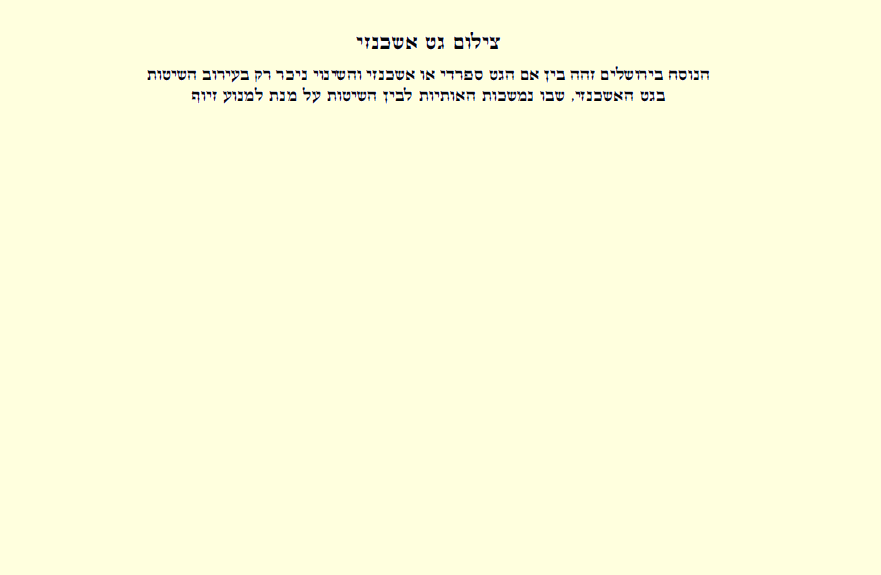 צילום גט אשכנזי
הנוסח בירושלים זהה בין אם הגט ספרדי או אשכנזי והשינוי ניכר רק בעירוב השיטות
בגט האשכנזי, שבו נמשכות האותיות לבין השיטות על מנת למנוע זיוף